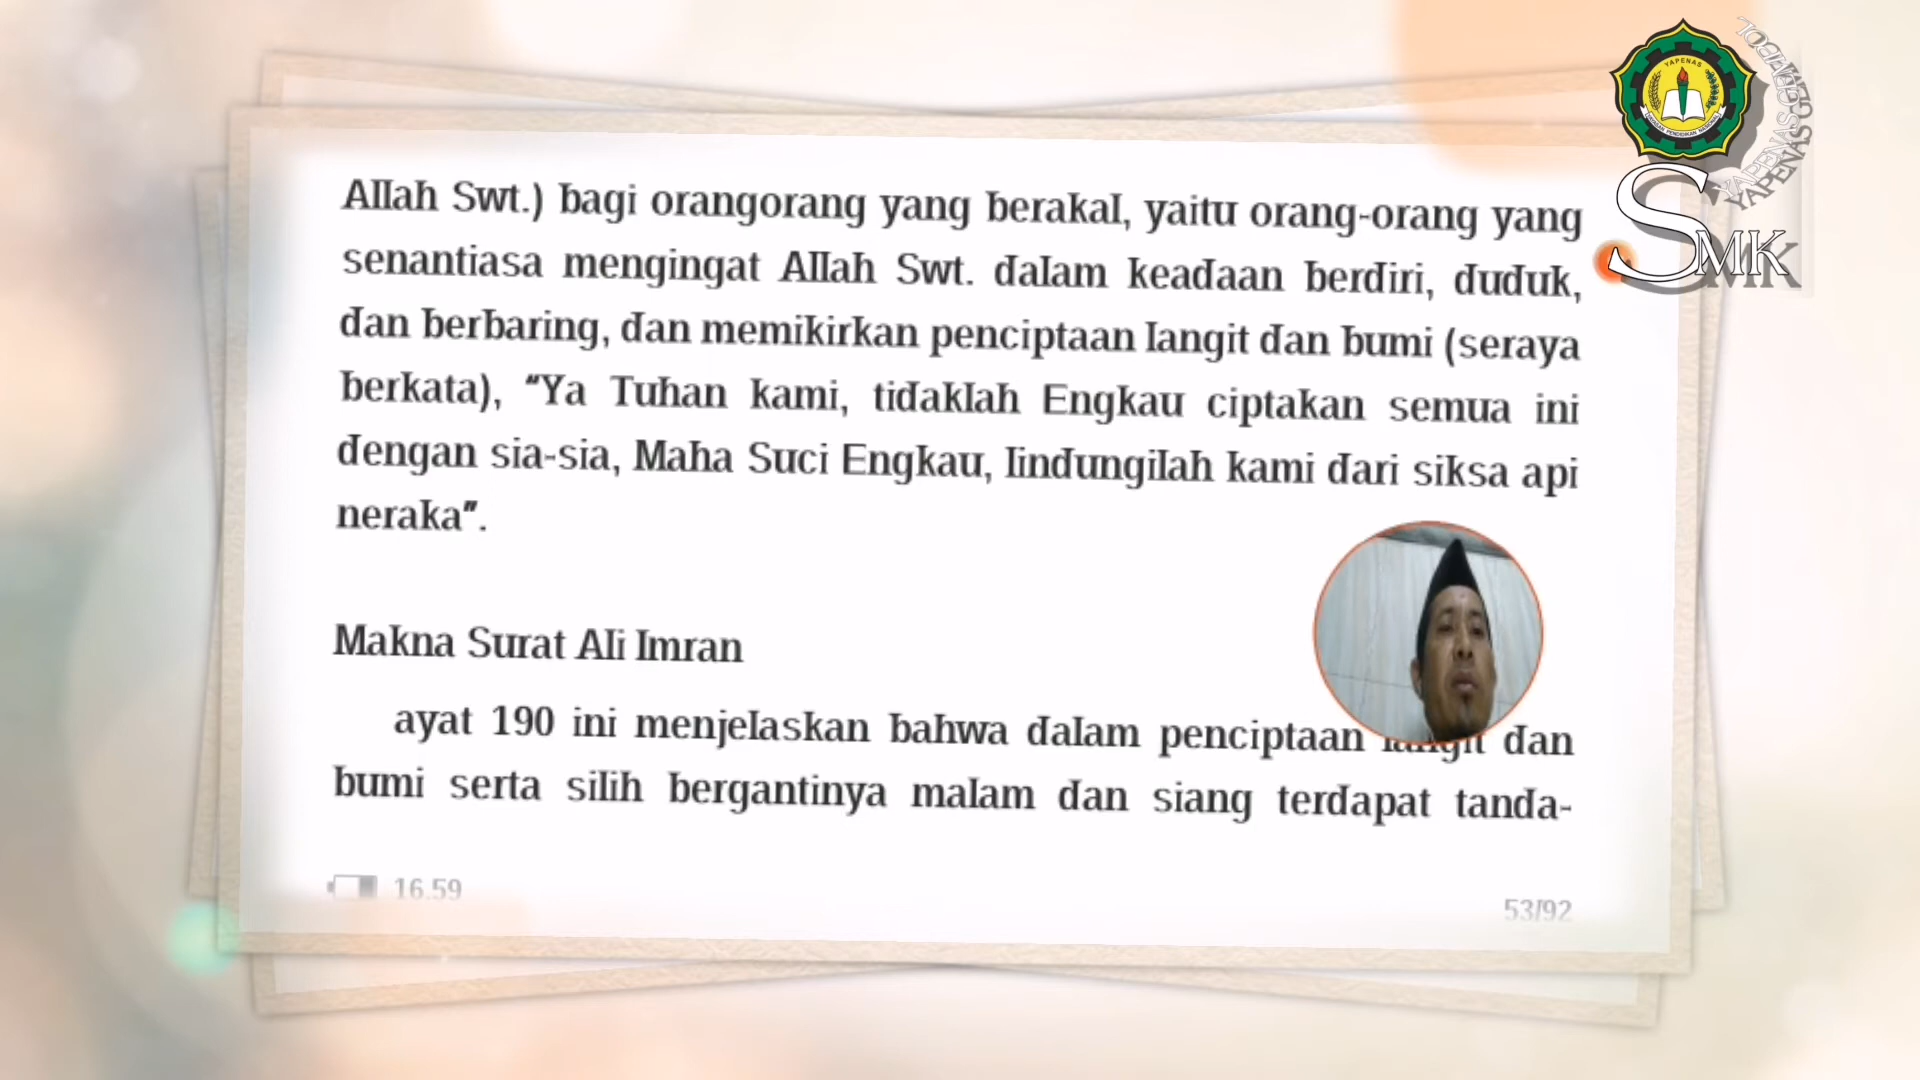 Allah Swt.) bagi orangorang yang berakal, yaitu orang-orang yang
senantiasa mengingat Allah Swt. dalam keadaan berdiri, duduk,
dan berbaring, dan memikirkan penciptaan langit dan bumi (seraya
berkata), “Ya Tuhan kami, tidaklah Engkau ciptakan semua ini
dengan sia-sia, Maha Suci Engkau, lindungilah kami dari siksa api
neraka”.
Makna Surat Ali Imran
ayat 190 ini menjelaskan bahwa dalam penciptaan langit dan
bumi serta silih bergantinya malam dan siang terdapat tanda-
16.59
53/92
YAPENAS
SMK
YAPENAS